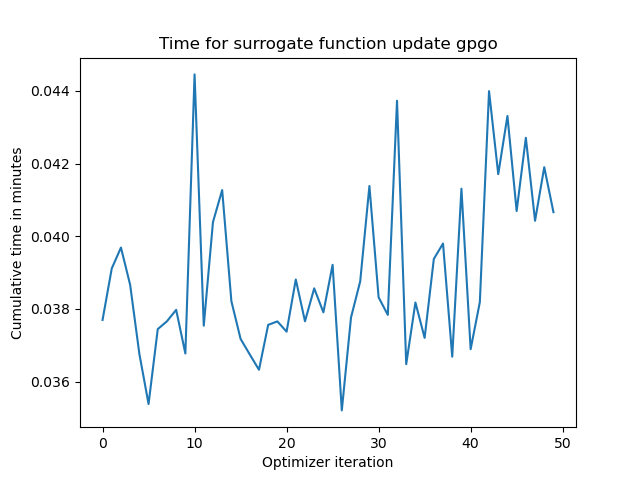 Time for surrogate function update gpgo
Cumulative time in minutes
0.044
0.042
0.040
0.038
0.036
0 10 20 30 40 50
Optimizer iteration